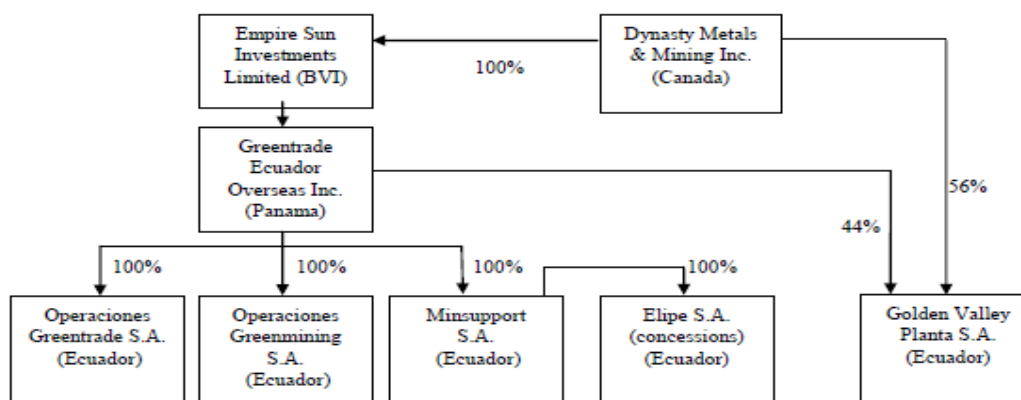 Empire Sun
Investments
Limited (BVI)
Dynasty Metals
& Mining Inc.
(Canada)
100%
Greentrade
Ecuador
Overseas Inc.
(Panama)
56%
44%
100%
100%
100%
100%
Operaciones
Greentrade S.A.
(Ecuador)
Operaciones
Greenmining
S.A.
(Ecuador)
Minsupport
S.A.
(Ecuador)
Elipe S.A.
(concessions)
(Ecuador)
Golden Valley
Planta S.A.
(Ecuador)